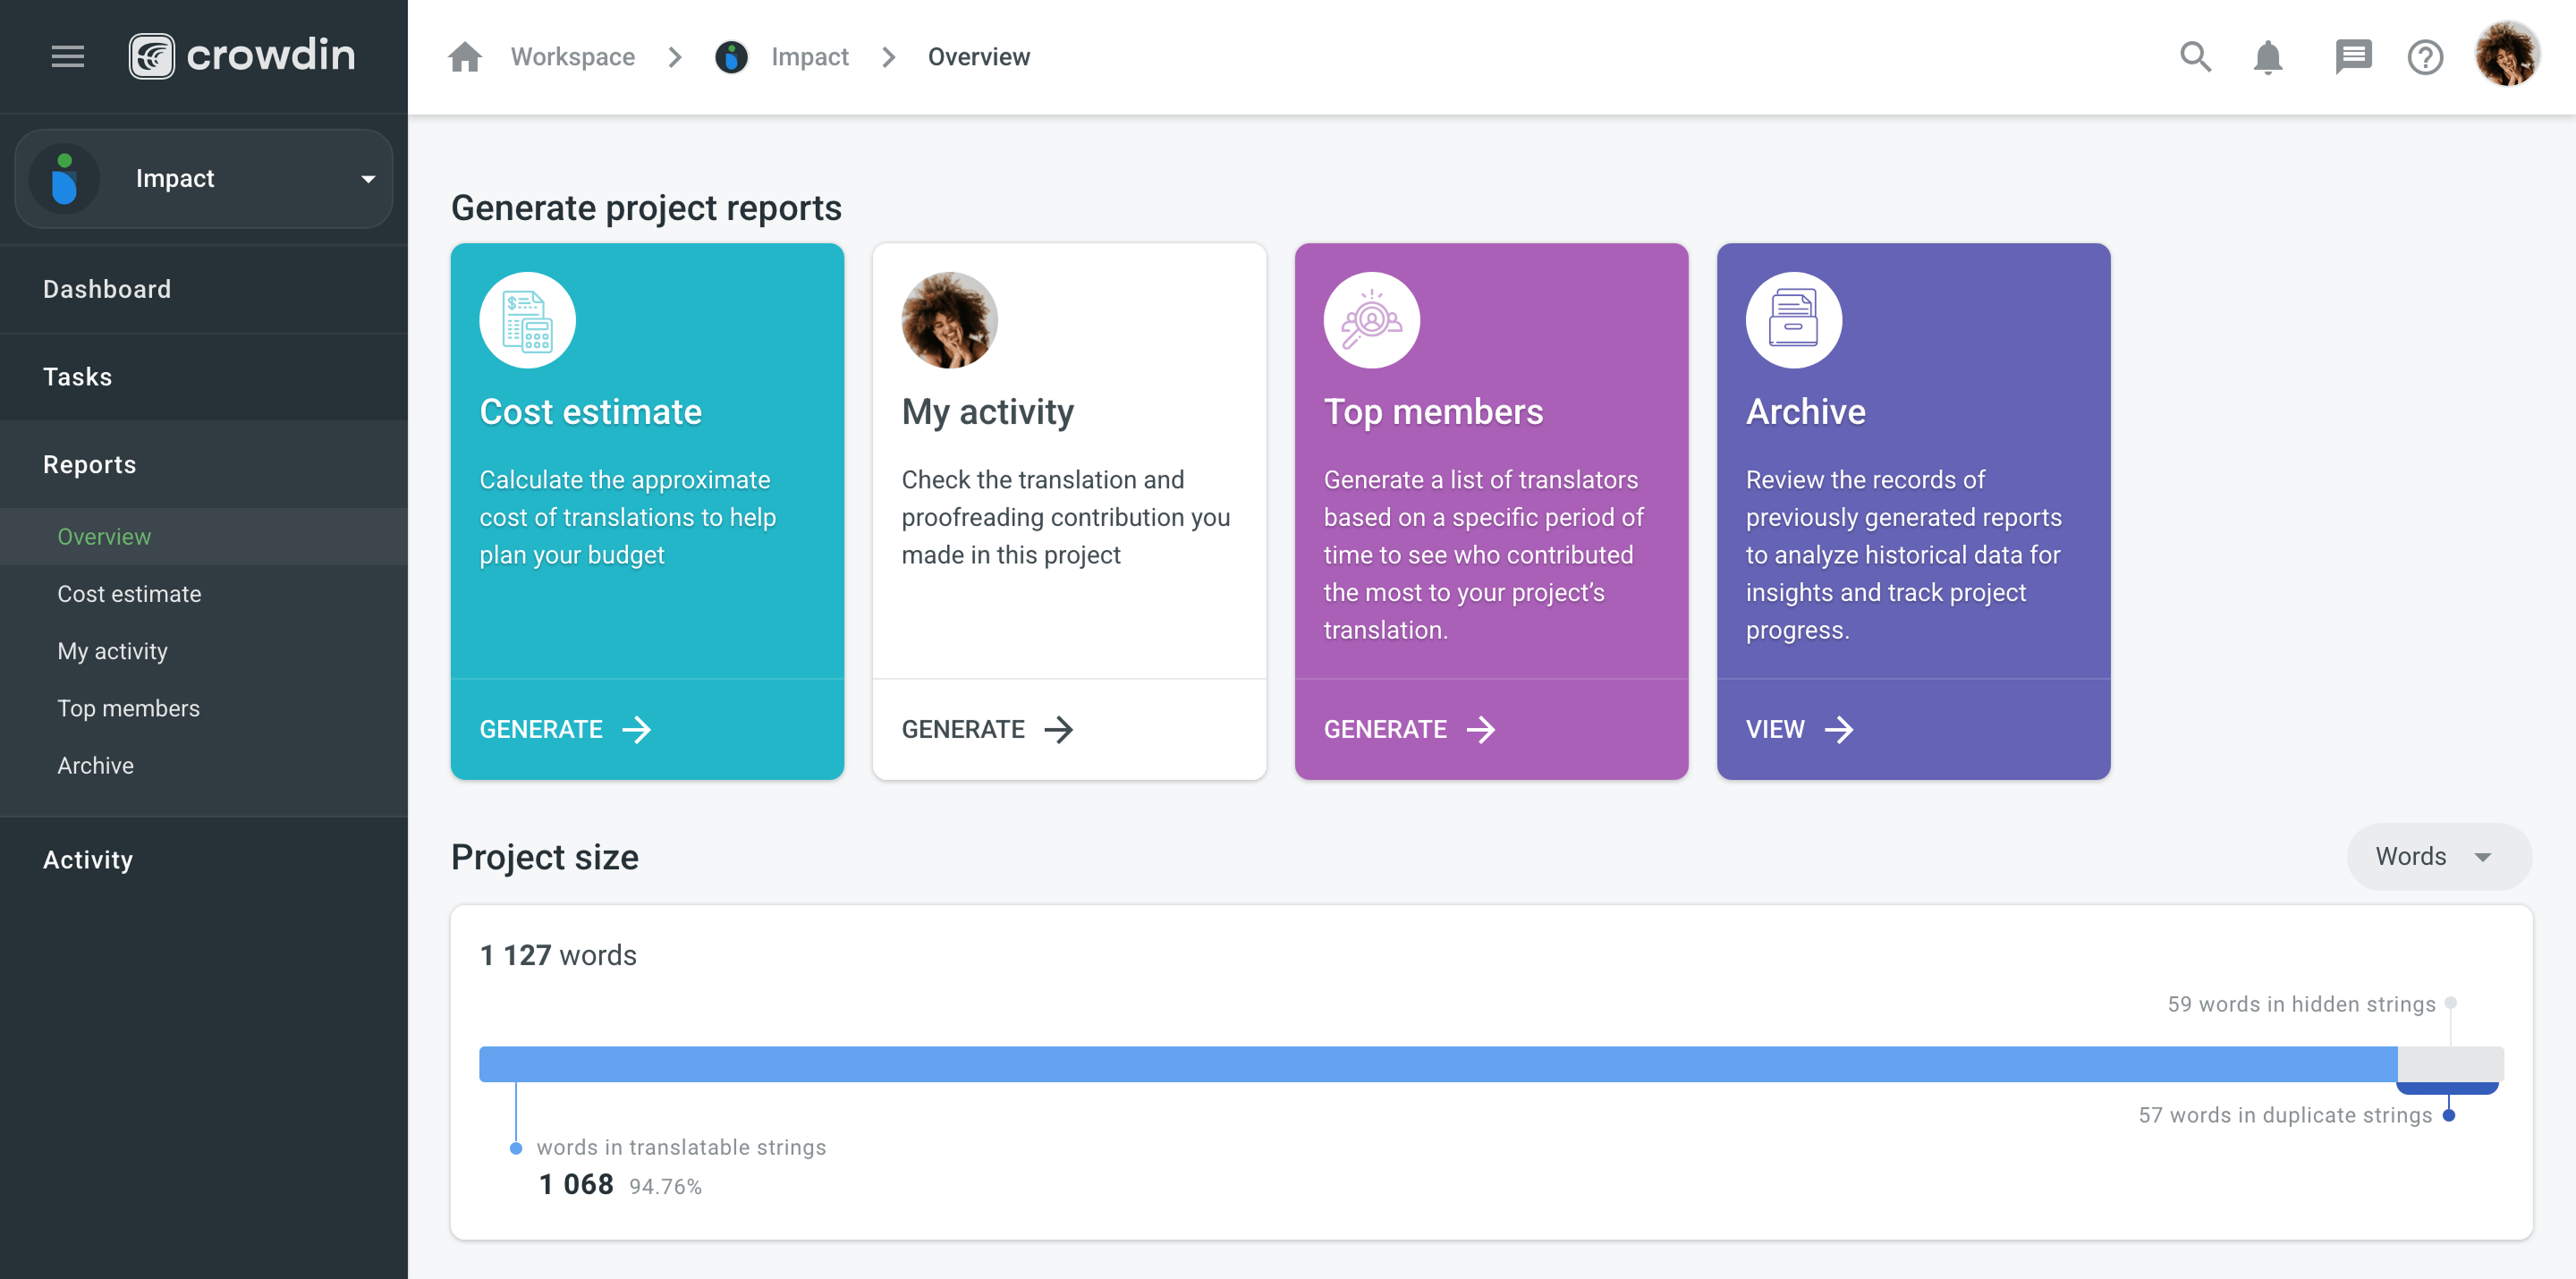 crowdin
Workspace
Impact
Overview
Impact
Dashboard
Tasks
Reports
Overview
Cost estimate
My activity
Top members
Archive
Activity
Generate project reports
Cost estimate
Calculate the approximate
cost of translations to help
plan your budget
GENERATE
My activity
Check the translation and
proofreading contribution you
made in this project
GENERATE
Top members
Generate a list of translators
based on a specific period of
time to see who contributed
the most to your project’s
translation.
GENERATE
Archive
Review the records of
previously generated reports
to analyze historical data for
insights and track project
progress.
VIEW
Project size
Words
1 127 words
59 words in hidden strings
57 words in duplicate strings
words in translatable strings
1 068 94.76%